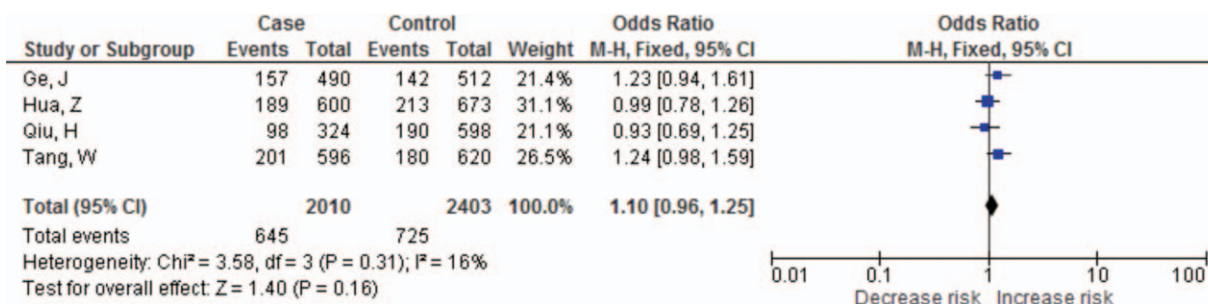 Case Control Odds Ratio Odds Ratio
Study or Subgroup Events Total Events Total Weight M-H, Fixed, 95% CI M-H, Fixed, 95% CI
Ge, J 157 490 142 512 21.4% 1.23 [0.94, 1.61]
Hua, Z 189 600 213 673 31.1% 0.99 [0.78, 1.26]
Qiu, H 98 324 190 598 21.1% 0.93 [0.69, 1.25]
Tang, W 201 596 180 620 26.5% 1.24 [0.98, 1.59]
Total (95% CI) 2010 2403 100.0% 1.10 [0.96, 1.25]
Total events 645 725
Heterogeneity: Chi² = 3.58, df = 3 (P = 0.31); I² = 16%
Test for overall effect: Z = 1.40 (P = 0.16)
0.01 0.1 1 10 100
Decrease risk Increase risk